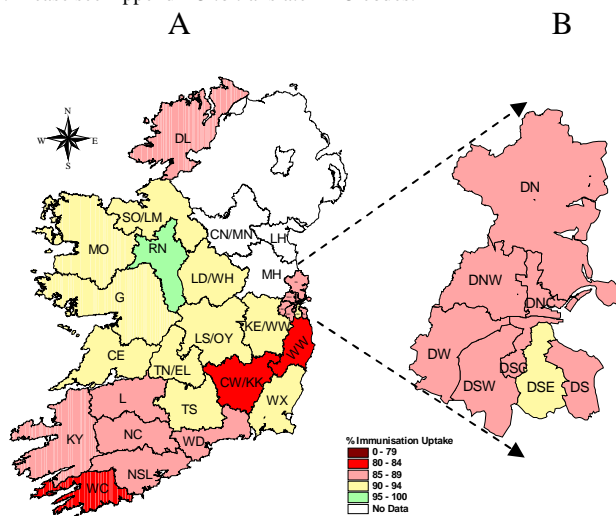 A B
N
W E
S
DL
SO/LM
CN/MN
LH
MO
RN
MH
LD/WH
G
KE/WW
LS/OY
WW
CE
TN/EL
CW/KK
L
TS
WX
KY
NC
WD
NSL
WC
DN
DNW
DNC
DW
DSC
DSW
DSE
DS
% Immunisation Uptake
0 - 79
80 - 84
85 - 89
90 - 94
95 - 100
No Data